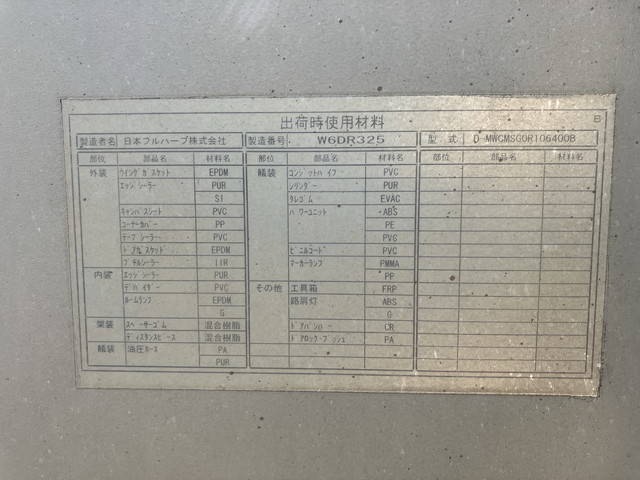 出荷時使用材料
製造者名 日本フルハーフ株式会社 製造番号 W6DR325 型式
部位 部品名 材料名 部位 部品名 材料名 部位 部品名 材料名
外装 ウイングガスケット EPDM 艤装 コンジットパイプ PVC
エッジシーラー PUR シリンダー PUR
SI タレゴム EVAC
キャンバスシート PVC パワーユニット ABS
コーナーカバー PP PE
テープシーラー PVC PVC
ドアガスケット EPDM ビニルコード PVC
ブチルシーラー IIR マーカーランプ PMMA
内装 エッジシーラー PUR PP
デバイダー PVC その他 工具箱 FRP
ルームランプ EPDM 路肩灯 ABS
G G
架装 スペーサーゴム 混合樹脂 ドアバンパー CR
ディスタンスピース 混合樹脂 ドアロックブッシュ PA
艤装 油圧ホース PA
PUR